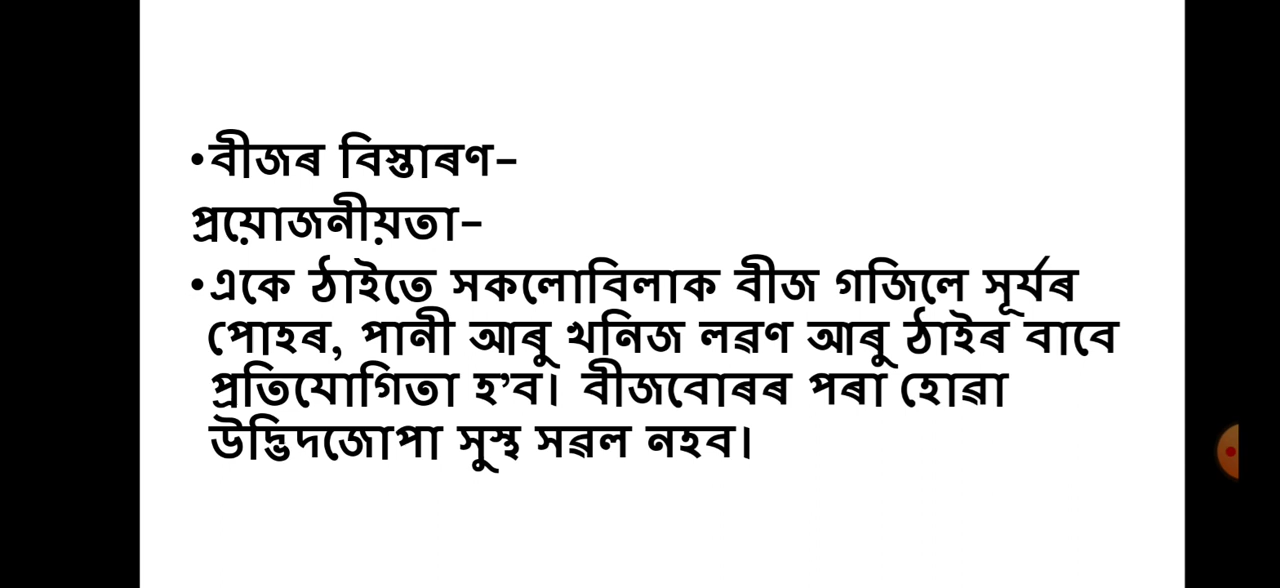 •বীজৰ বিস্তাৰণ–
প্ৰয়োজনীয়তা–
•একে ঠাইতে সকলোবিলাক বীজ গজিলে সূৰ্যৰ
পোহৰ, পানী আৰু খনিজ লৱণ আৰু ঠাইৰ বাবে
প্ৰতিযোগিতা হ’ব। বীজবোৰৰ পৰা হোৱা
উদ্ভিদজোপা সুস্থ সৱল নহব।